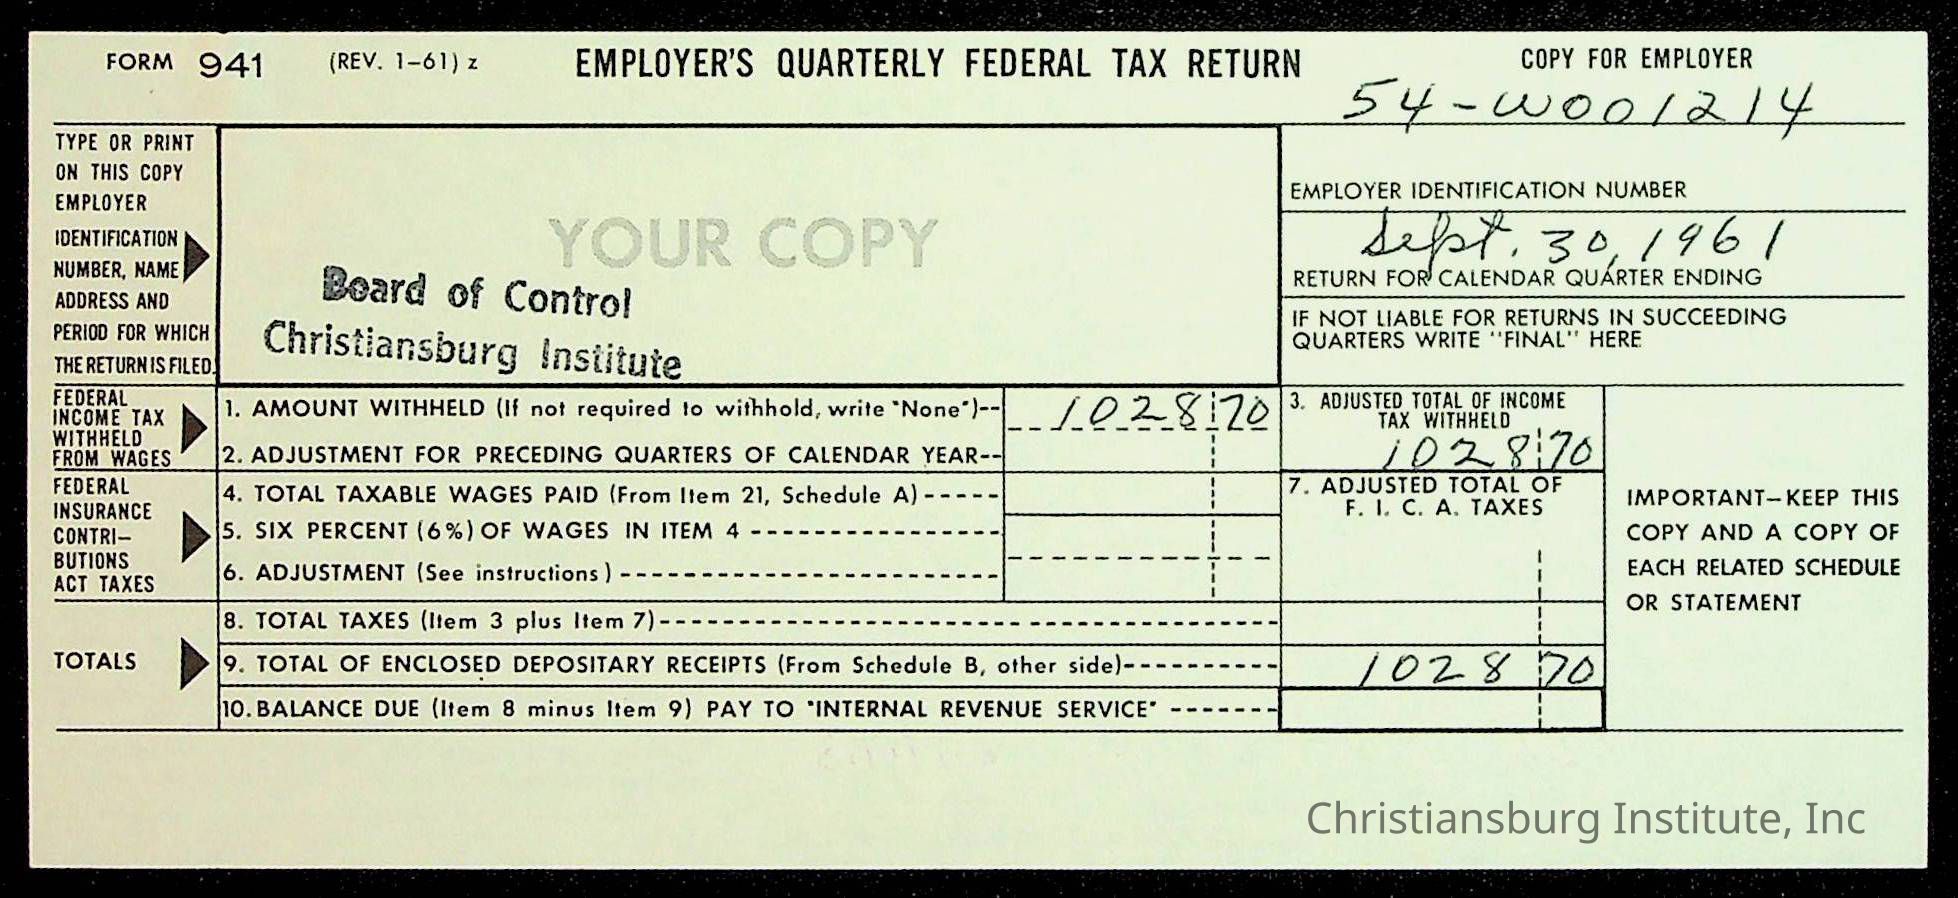 FORM 941 (REV. 1-61) z EMPLOYER'S QUARTERLY FEDERAL TAX RETURN COPY FOR EMPLOYER
54-W001214
TYPE OR PRINT
ON THIS COPY
EMPLOYER
IDENTIFICATION
NUMBER, NAME
ADDRESS AND
PERIOD FOR WHICH
THE RETURN IS FILED.
YOUR COPY
Board of Control
Christiansburg Institute
EMPLOYER IDENTIFICATION NUMBER
Sept. 30, 1961
RETURN FOR CALENDAR QUARTER ENDING
IF NOT LIABLE FOR RETURNS IN SUCCEEDING
QUARTERS WRITE "FINAL" HERE
FEDERAL
INCOME TAX
WITHHELD
FROM WAGES
1. AMOUNT WITHHELD (If not required to withhold, write "None")-- 1028 70
2. ADJUSTMENT FOR PRECEDING QUARTERS OF CALENDAR YEAR--
3. ADJUSTED TOTAL OF INCOME
TAX WITHHELD
1028 70
FEDERAL
INSURANCE
CONTRI-
BUTIONS
ACT TAXES
4. TOTAL TAXABLE WAGES PAID (From Item 21, Schedule A)-----
5. SIX PERCENT (6%) OF WAGES IN ITEM 4 ----------------
6. ADJUSTMENT (See instructions)------------------------
7. ADJUSTED TOTAL OF
F. I. C. A. TAXES
IMPORTANT—KEEP THIS
COPY AND A COPY OF
EACH RELATED SCHEDULE
OR STATEMENT
TOTALS
8. TOTAL TAXES (Item 3 plus Item 7)----------------------------------------
9. TOTAL OF ENCLOSED DEPOSITARY RECEIPTS (From Schedule B, other side)---------- 1028 70
10. BALANCE DUE (Item 8 minus Item 9) PAY TO "INTERNAL REVENUE SERVICE" -------
Christiansburg Institute, Inc